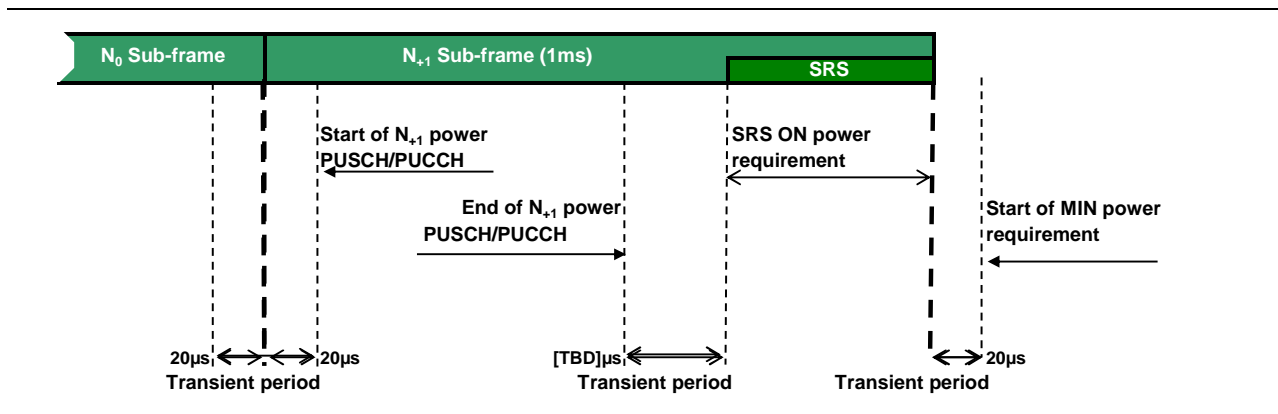 N0 Sub-frame
N+1 Sub-frame (1ms)
SRS
Start of N+1 power
PUSCH/PUCCH
SRS ON power
requirement
End of N+1 power
PUSCH/PUCCH
Start of MIN power
requirement
20µs
20µs
Transient period
[TBD]µs
Transient period
20µs
Transient period